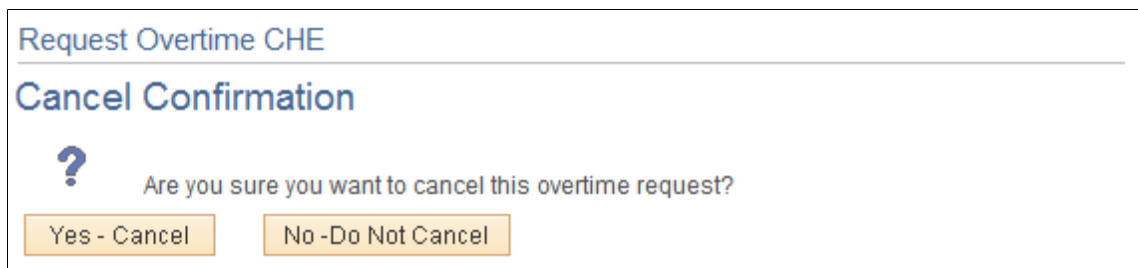 Request Overtime CHE
Cancel Confirmation
?
Are you sure you want to cancel this overtime request?
Yes - Cancel
No -Do Not Cancel